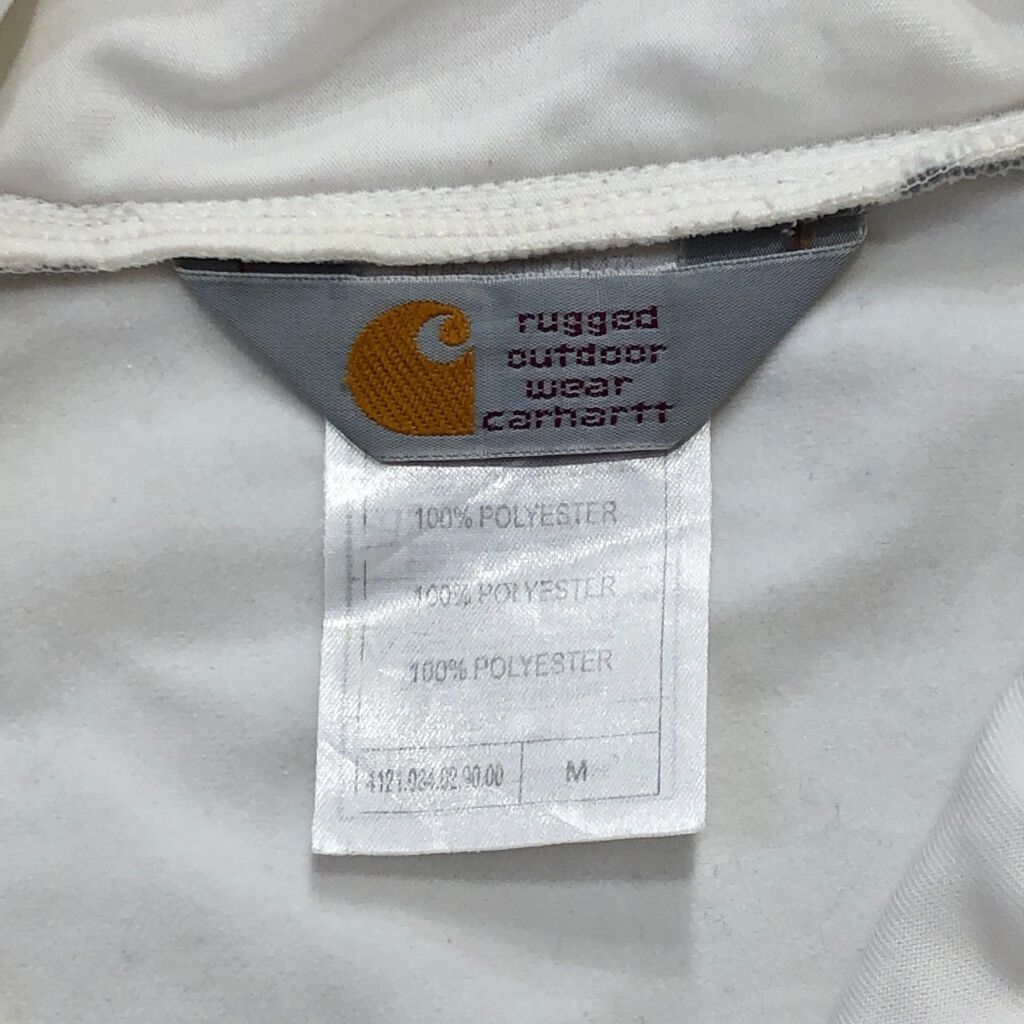 rugged
outdoor
wear
carhartt
100% POLYESTER
100% POLYESTER
100% POLYESTER
4121.034.02.90.00 M